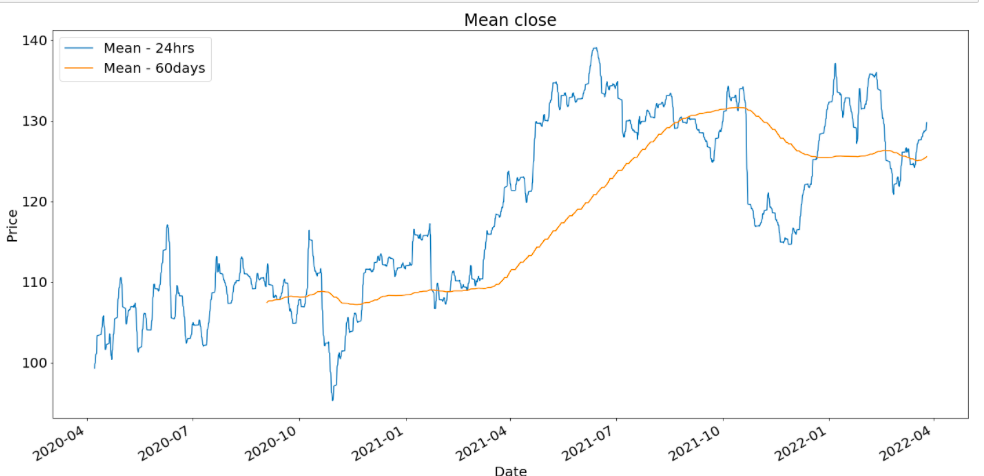 Mean close
Mean - 24hrs
Mean - 60days
Price
140
130
120
110
100
2020-04
2020-07
2020-10
2021-01
2021-04
2021-07
2021-10
2022-01
2022-04
Date